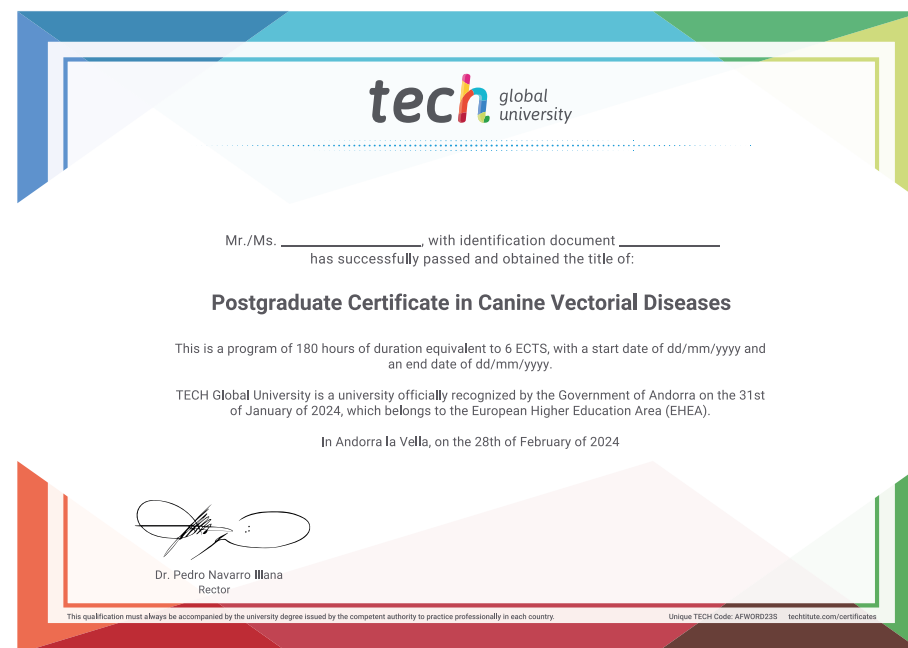 tech global university
Mr./Ms. ____________________, with identification document ______________
has successfully passed and obtained the title of:
Postgraduate Certificate in Canine Vectorial Diseases
This is a program of 180 hours of duration equivalent to 6 ECTS, with a start date of dd/mm/yyyy and
an end date of dd/mm/yyyy.
TECH Global University is a university officially recognized by the Government of Andorra on the 31st
of January of 2024, which belongs to the European Higher Education Area (EHEA).
In Andorra la Vella, on the 28th of February of 2024
Dr. Pedro Navarro Illana
Rector
This qualification must always be accompanied by the university degree issued by the competent authority to practice professionally in each country.
Unique TECH Code: AFWORD23S techtitute.com/certificates